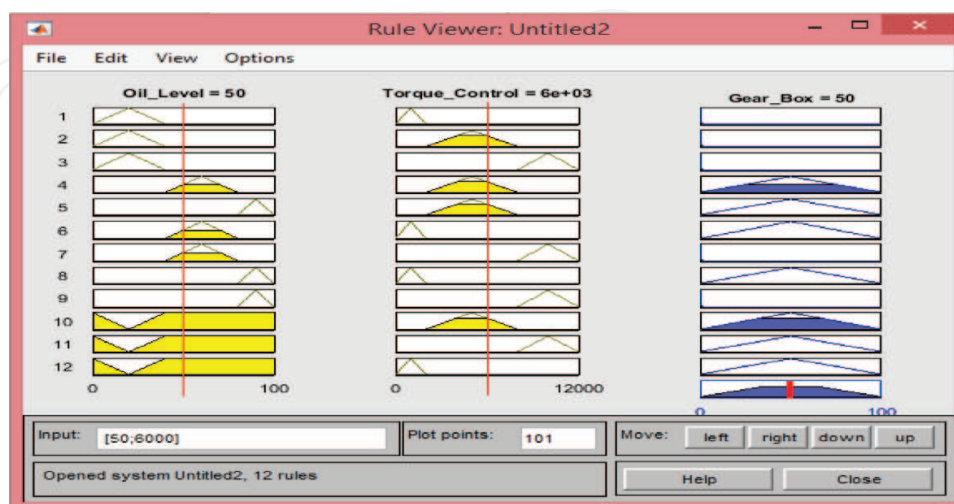 Rule Viewer: Untitled2
File Edit View Options
Oil_Level = 50 Torque_Control = 6e+03 Gear_Box = 50
1
2
3
4
5
6
7
8
9
10
11
12
0 100 0 12000
0 100
Input: [50;6000] Plot points: 101 Move: left right down up
Opened system Untitled2, 12 rules Help Close